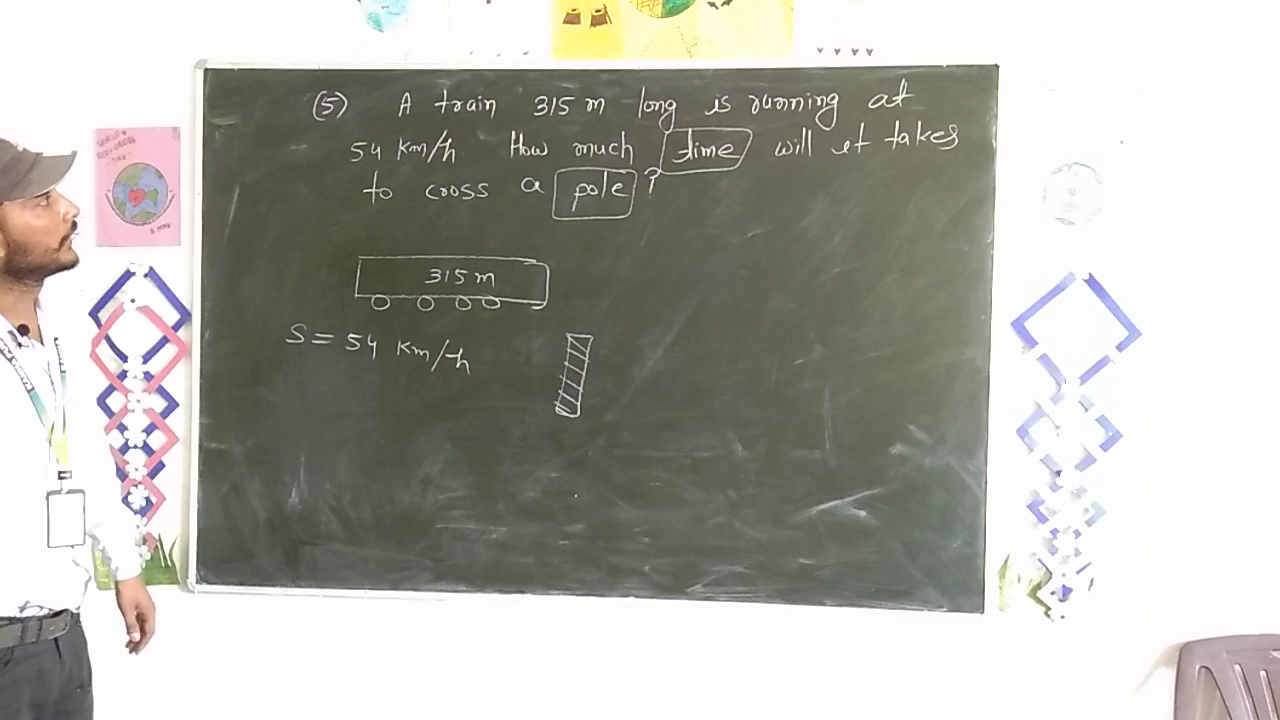 (5) A train 315 m long is running at
54 Km/h How much time will it takes
to cross a pole ?
315 m
S = 54 Km/h